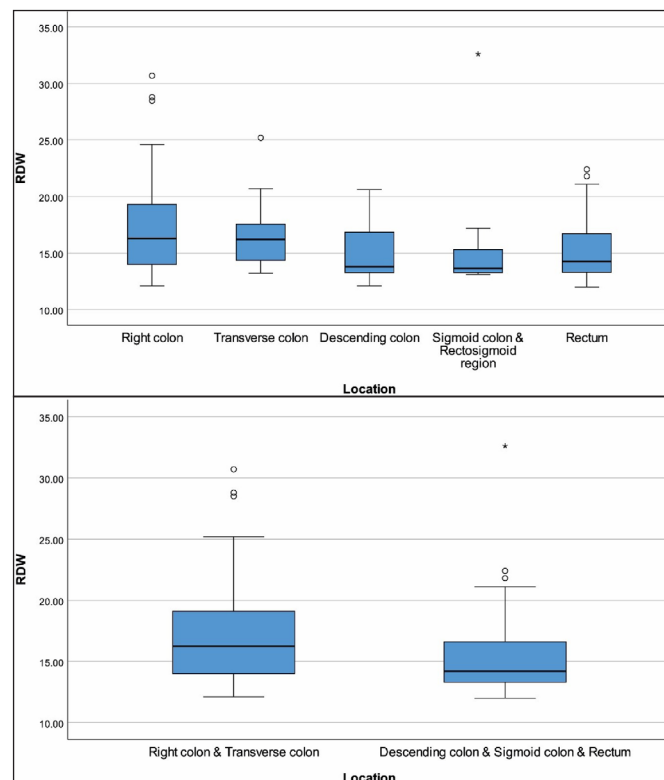 35.00
30.00
25.00
20.00
15.00
10.00
RDW
Right colon
Transverse colon
Descending colon
Sigmoid colon &
Rectosigmoid
region
Rectum
Location
35.00
30.00
25.00
20.00
15.00
10.00
RDW
Right colon & Transverse colon
Descending colon & Sigmoid colon & Rectum
Location